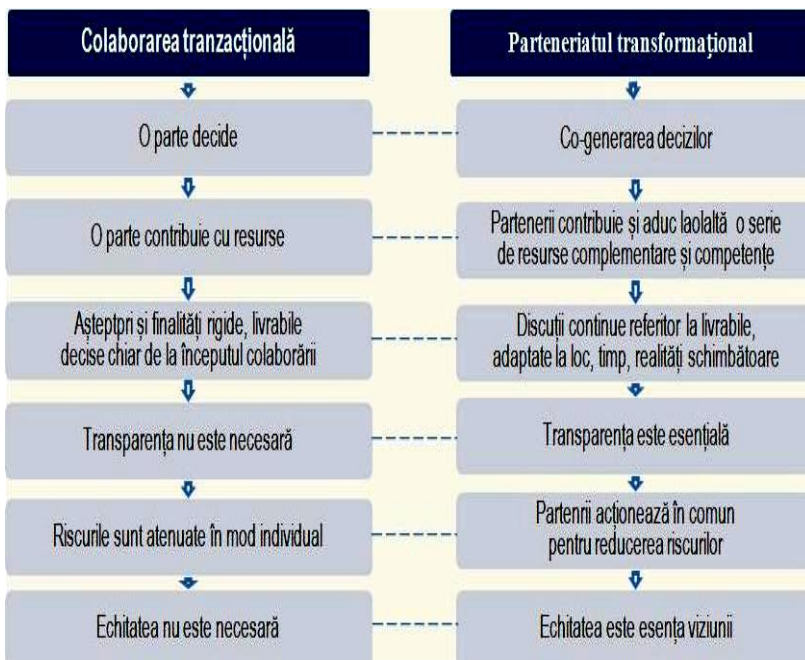 Colaborarea tranzacțională
Parteneriatul transformațional
O parte decide
Co-generarea decizilor
O parte contribuie cu resurse
Partenerii contribuie și aduc laolaltă o serie
de resurse complementare și competențe
Așteptpri și finalități rigide, livrabile
decise chiar de la începutul colaborării
Discuții continue referitor la livrabile,
adaptate la loc, timp, realități schimbătoare
Transparența nu este necesară
Transparența este esențială
Riscurile sunt atenuate în mod individual
Partenrii acționează în comun
pentru reducerea riscurilor
Echitatea nu este necesară
Echitatea este esența viziunii